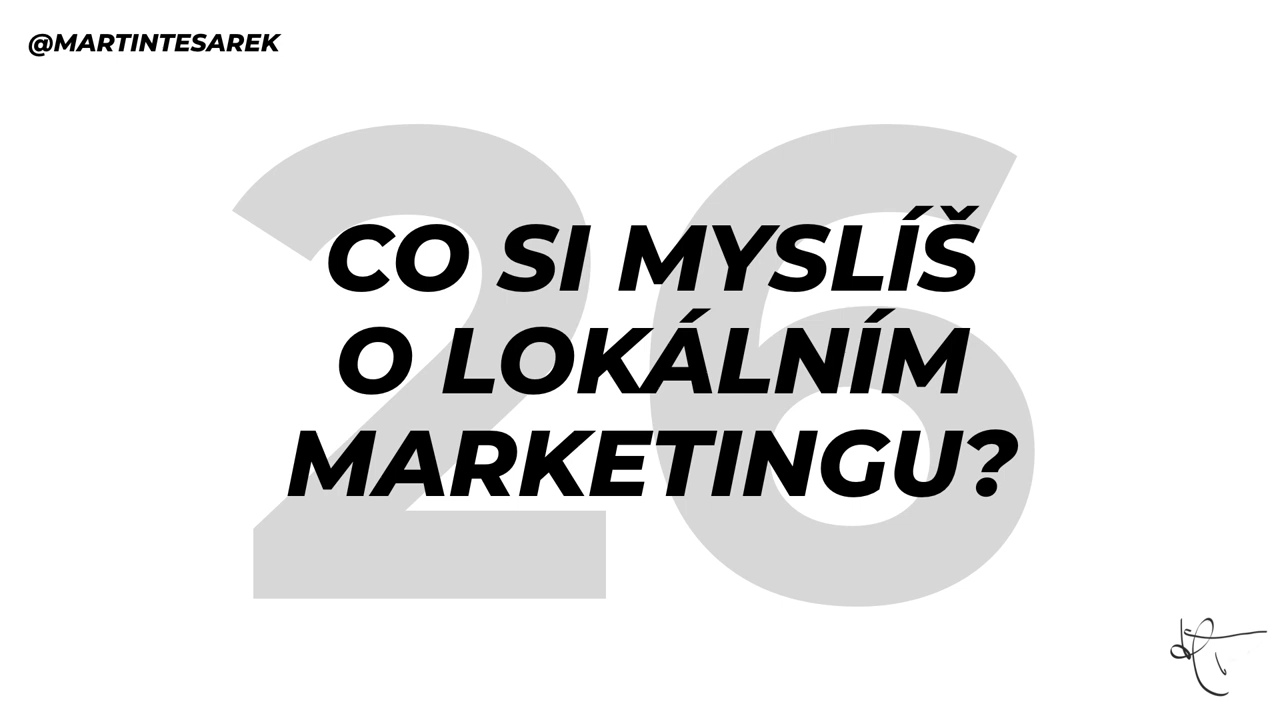 @MARTINTESAREK
26
CO SI MYSLÍŠ
O LOKÁLNÍM
MARKETINGU?